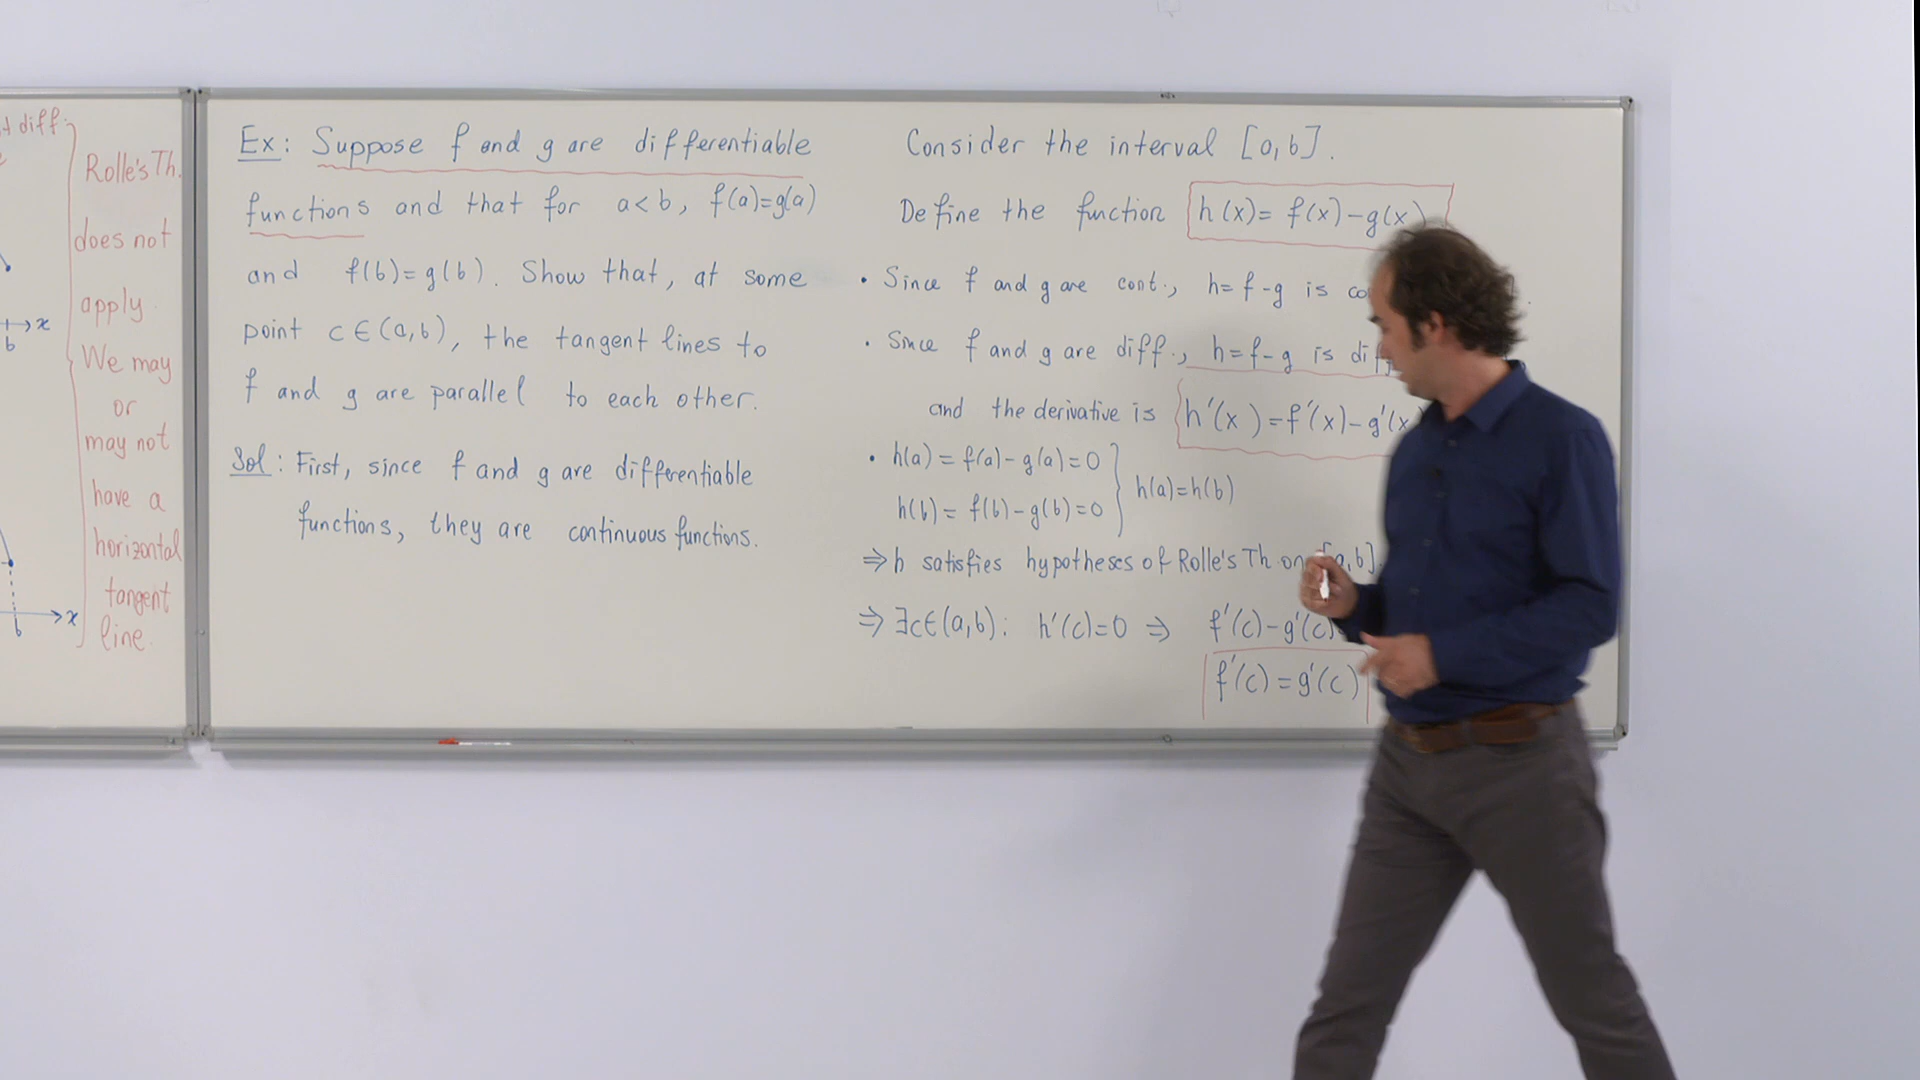 t diff.
Rolle's Th.
does not
apply.
We may
or
may not
have a
horizontal
tangent
line.
x
b
x
b
Ex: Suppose f and g are differentiable
functions and that for a<b, f(a)=g(a)
and f(b)=g(b). Show that, at some
point c∈(a,b), the tangent lines to
f and g are parallel to each other.
Sol: First, since f and g are differentiable
functions, they are continuous functions.
Consider the interval [a,b].
Define the function h(x)= f(x)-g(x)
• Since f and g are cont., h=f-g is co
• Since f and g are diff., h=f-g is dif
and the derivative is h'(x)=f'(x)-g'(x
• h(a)= f(a)-g(a)=0
h(b)= f(b)-g(b)=0
h(a)=h(b)
⇒ h satisfies hypotheses of Rolle's Th on [a,b].
⇒ ∃c∈(a,b): h'(c)=0 ⇒ f'(c)-g'(c)
f'(c)=g'(c)